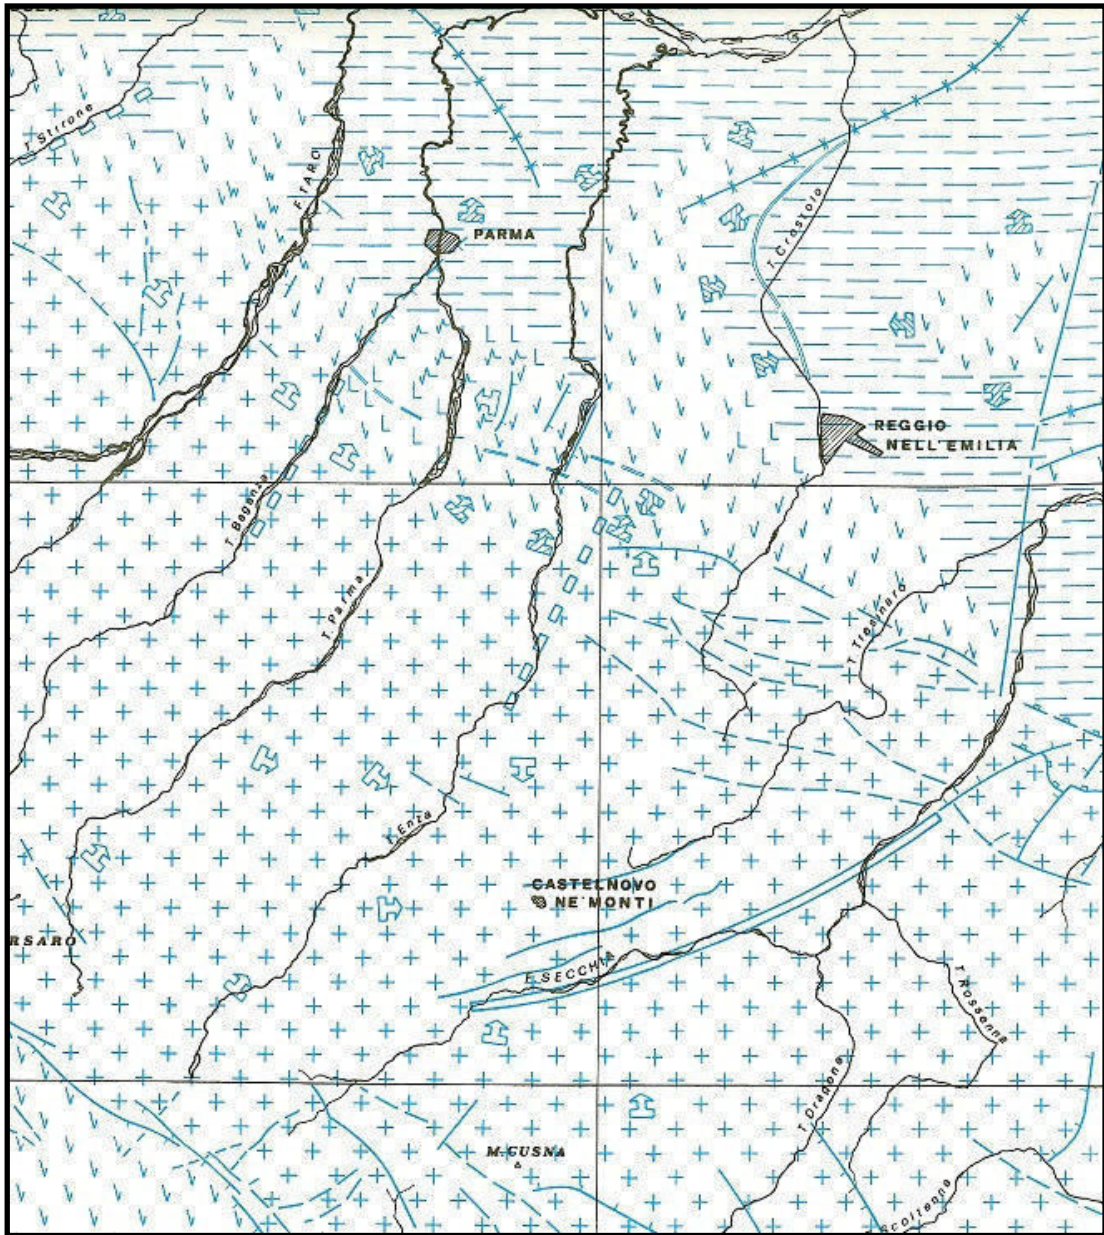 T. Stirone
F. TARO
T. Crostolo
PARMA
REGGIO
NELL'EMILIA
T. Baganza
T. Parma
T. Tresinaro
T. Enza
CASTELNOVO
NE' MONTI
RSARO
F. SECCHIA
T. Rossenna
T. Dragone
M. CUSNA
Scoltenna